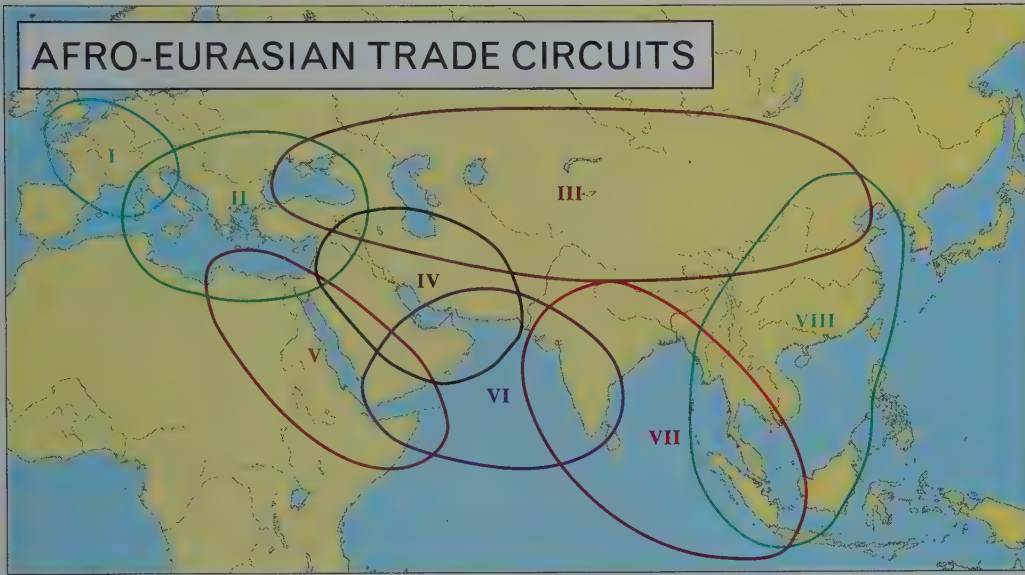 AFRO-EURASIAN TRADE CIRCUITS
I
II
III
IV
V
VI
VII
VIII